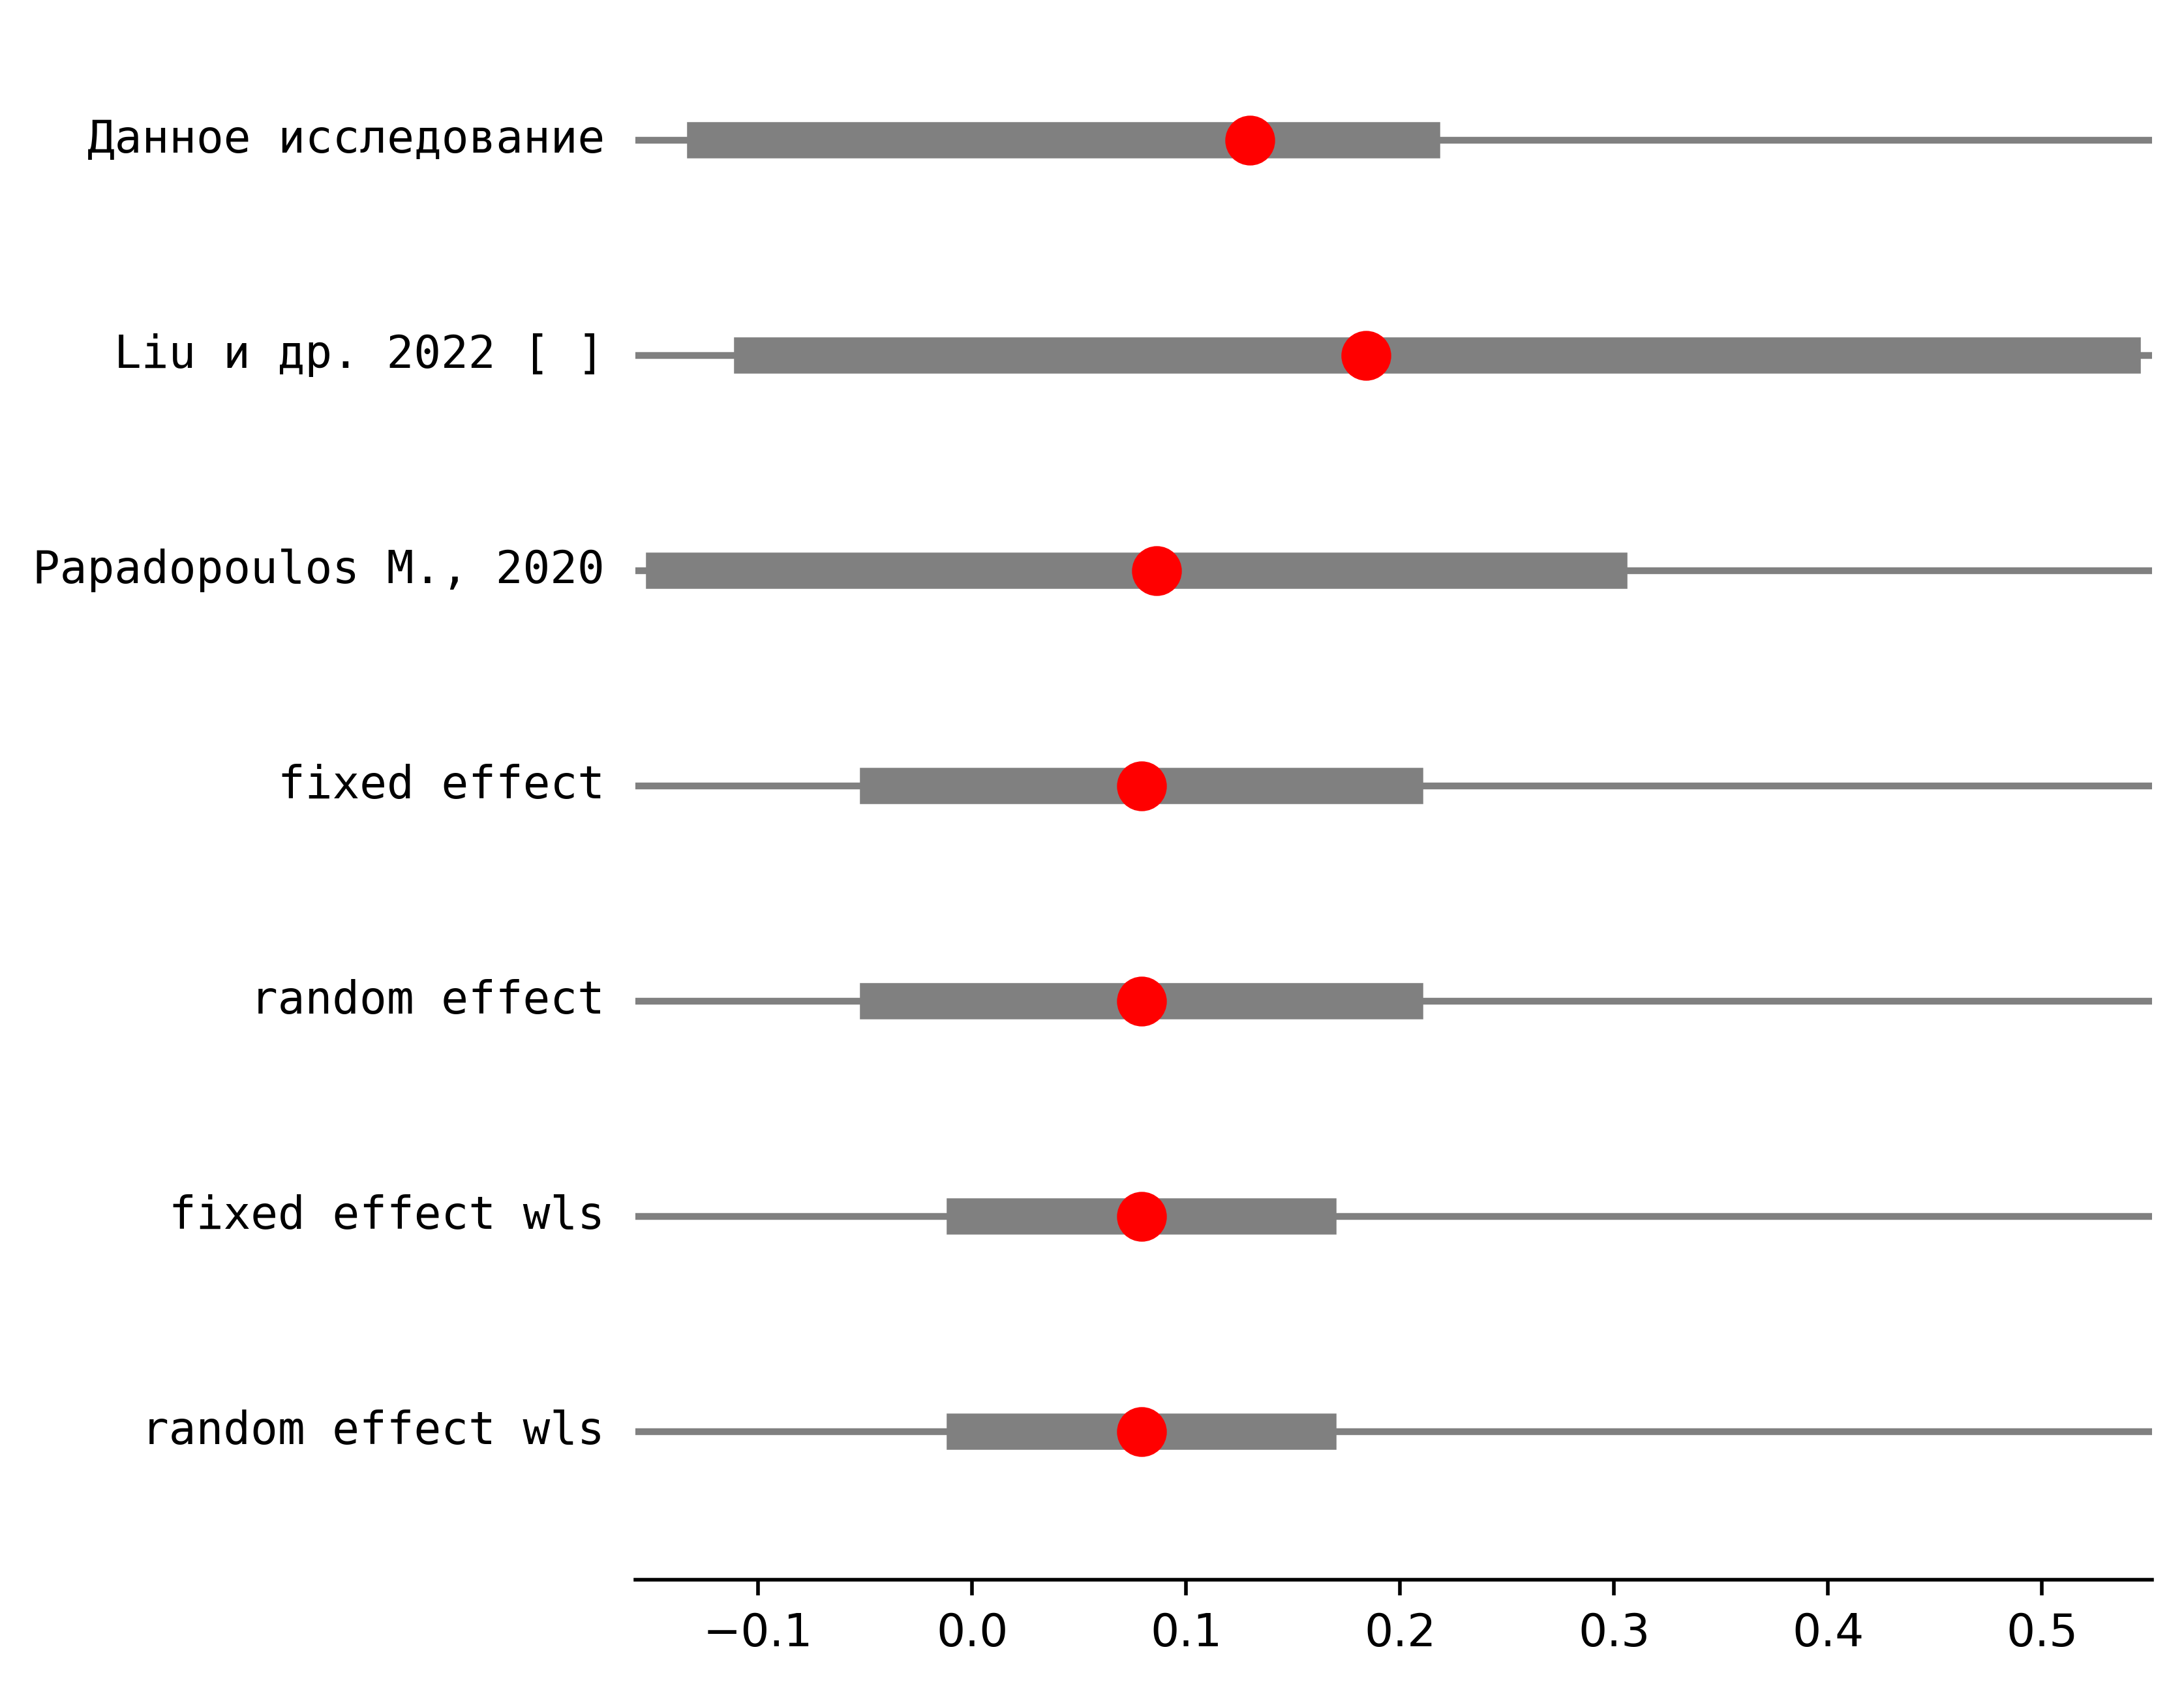 Данное исследование
Liu и др. 2022 [ ]
Papadopoulos M., 2020
fixed effect
random effect
fixed effect wls
random effect wls
−0.1 0.0 0.1 0.2 0.3 0.4 0.5